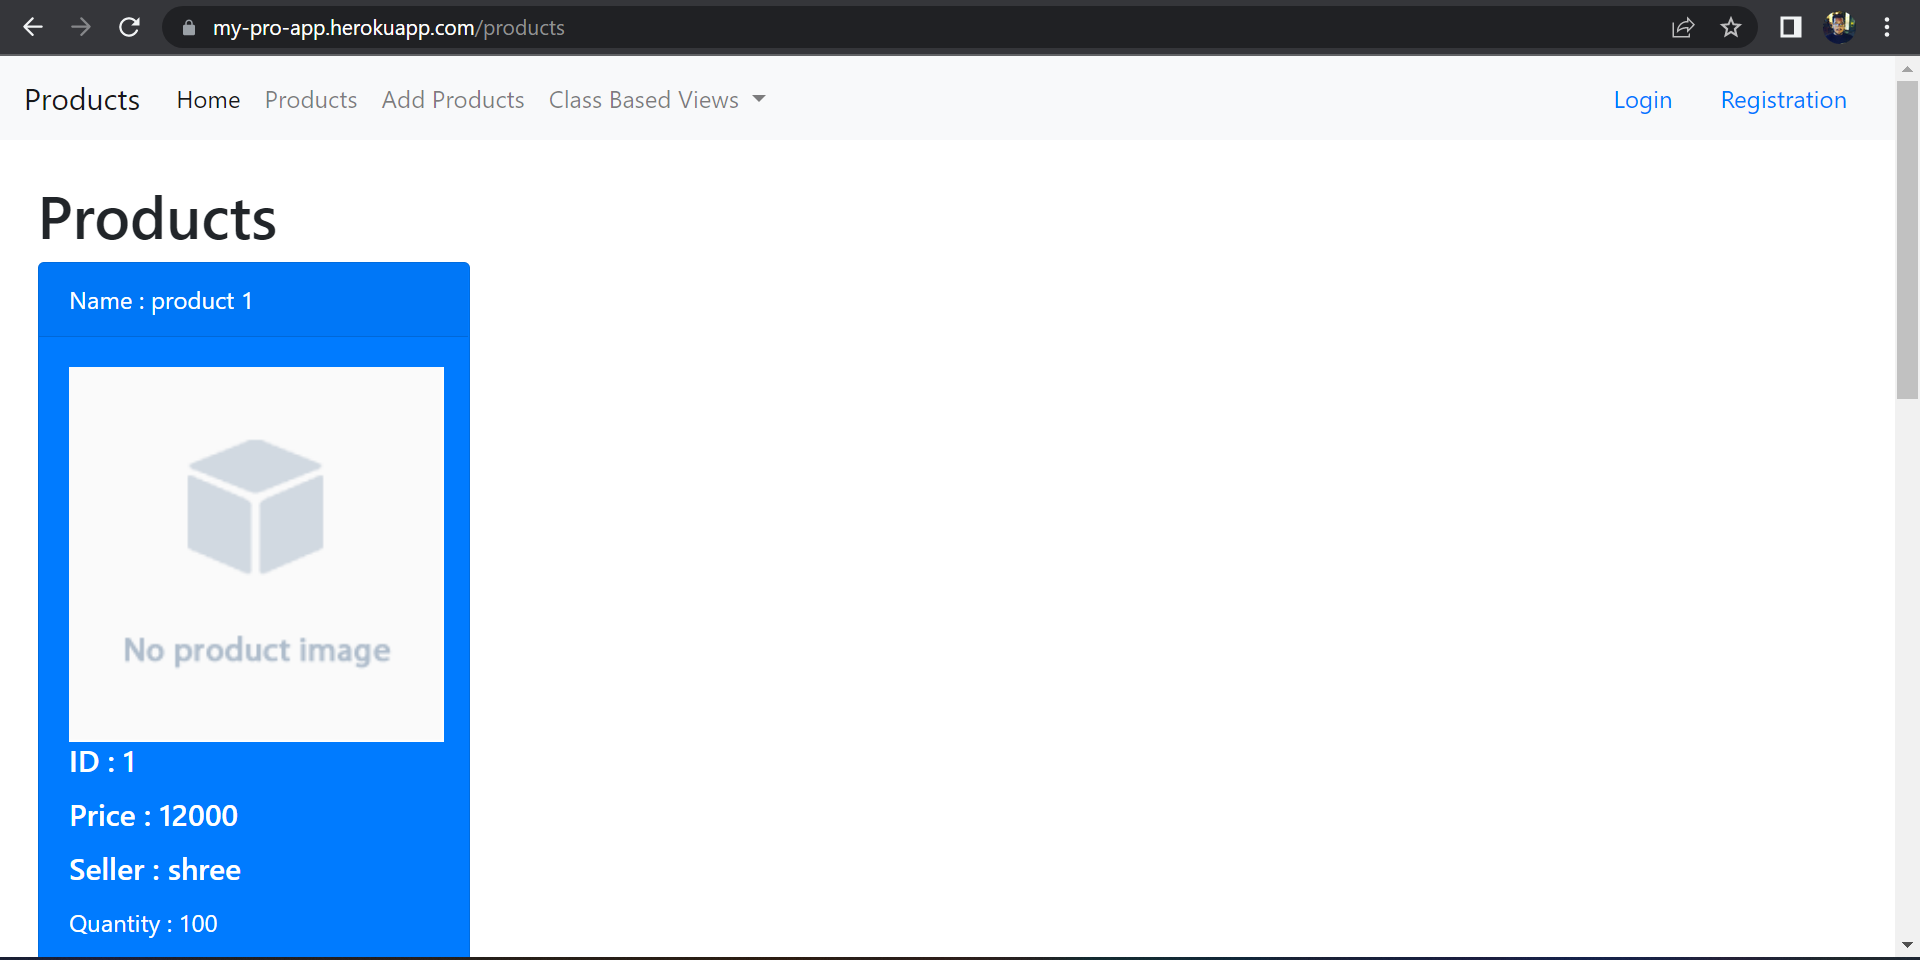 my-pro-app.herokuapp.com/products
Products Home Products Add Products Class Based Views Login Registration
Products
Name : product 1
No product image
ID : 1
Price : 12000
Seller : shree
Quantity : 100